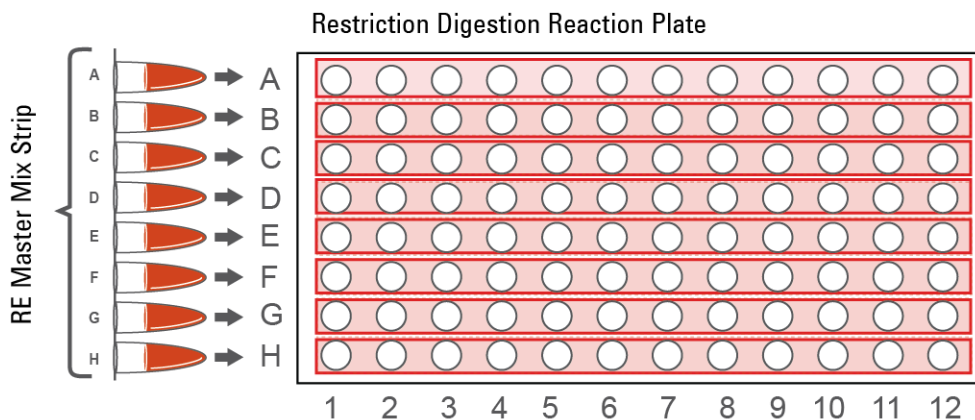 Restriction Digestion Reaction Plate
RE Master Mix Strip
A A
B B
C C
D D
E E
F F
G G
H H
1 2 3 4 5 6 7 8 9 10 11 12